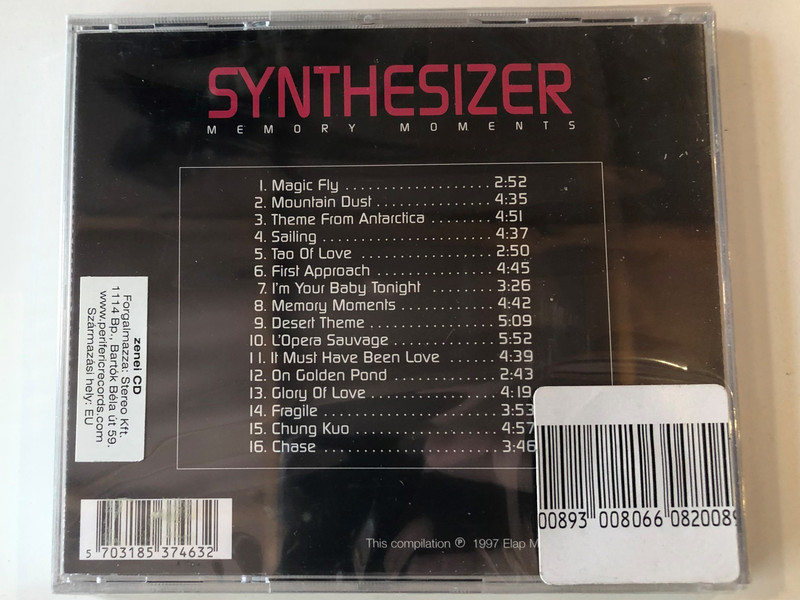 SYNTHESIZER
MEMORY MOMENTS
1. Magic Fly .................... 2:52
2. Mountain Dust ............... 4:35
3. Theme From Antarctica ........ 4:51
4. Sailing ...................... 4:37
5. Tao Of Love .................. 2:50
6. First Approach ............... 4:45
7. I'm Your Baby Tonight ........ 3:26
8. Memory Moments ............ 4:42
9. Desert Theme ................ 5:09
10. L'Opera Sauvage ............. 5:52
11. It Must Have Been Love ...... 4:39
12. On Golden Pond .............. 2:43
13. Glory Of Love ................ 4:19
14. Fragile ...................... 3:53
15. Chung Kuo ................... 4:57
16. Chase ....................... 3:46
zenei CD
Forgalmazza: Stereo Kft.
1114 Bp., Bartók Béla út 59.
www.perifericrecords.com
Származási hely: EU
5 703185 374632
This compilation ℗ 1997 Elap M
00893 008066 082008